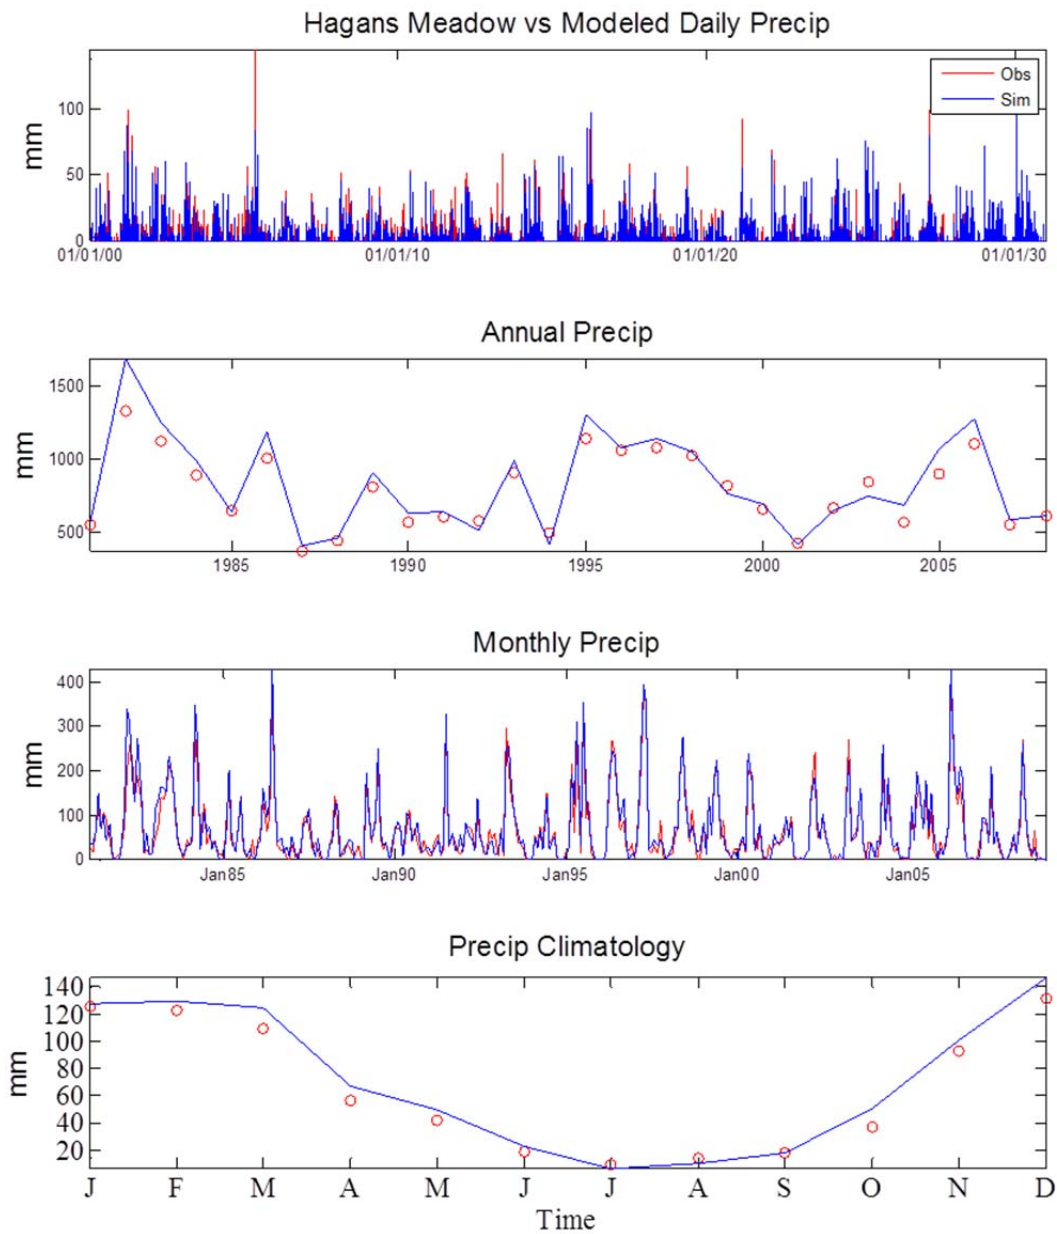 Hagans Meadow vs Modeled Daily Precip
Obs
Sim
mm
100
50
0
01/01/00 01/01/10 01/01/20 01/01/30
Annual Precip
mm
1500
1000
500
1985 1990 1995 2000 2005
Monthly Precip
mm
400
300
200
100
0
Jan85 Jan90 Jan95 Jan00 Jan05
Precip Climatology
mm
140
120
100
80
60
40
20
J F M A M J J A S O N D
Time